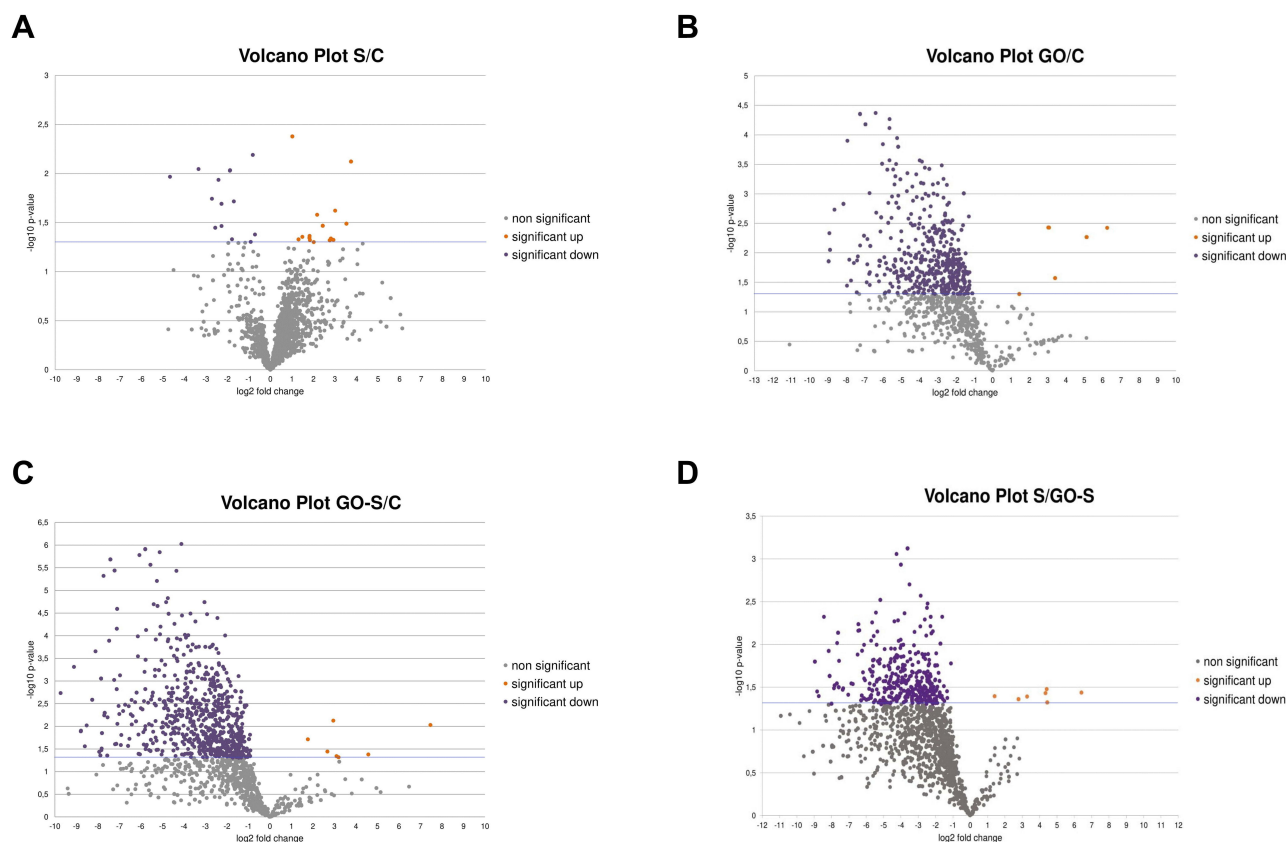 A
Volcano Plot S/C
-log10 p-value
3
2,5
2
1,5
1
0,5
0
-10 -9 -8 -7 -6 -5 -4 -3 -2 -1 0 1 2 3 4 5 6 7 8 9 10
log2 fold change
non significant
significant up
significant down
B
Volcano Plot GO/C
-log10 p-value
5
4,5
4
3,5
3
2,5
2
1,5
1
0,5
0
-13 -12 -11 -10 -9 -8 -7 -6 -5 -4 -3 -2 -1 0 1 2 3 4 5 6 7 8 9 10
log2 fold change
non significant
significant up
significant down
C
Volcano Plot GO-S/C
-log10 p-value
6,5
6
5,5
5
4,5
4
3,5
3
2,5
2
1,5
1
0,5
0
-10 -9 -8 -7 -6 -5 -4 -3 -2 -1 0 1 2 3 4 5 6 7 8 9 10
log2 fold change
non significant
significant up
significant down
D
Volcano Plot S/GO-S
-log10 p-value
3,5
3
2,5
2
1,5
1
0,5
0
-12 -11 -10 -9 -8 -7 -6 -5 -4 -3 -2 -1 0 1 2 3 4 5 6 7 8 9 10 11 12
log2 fold change
non significant
significant up
significant down